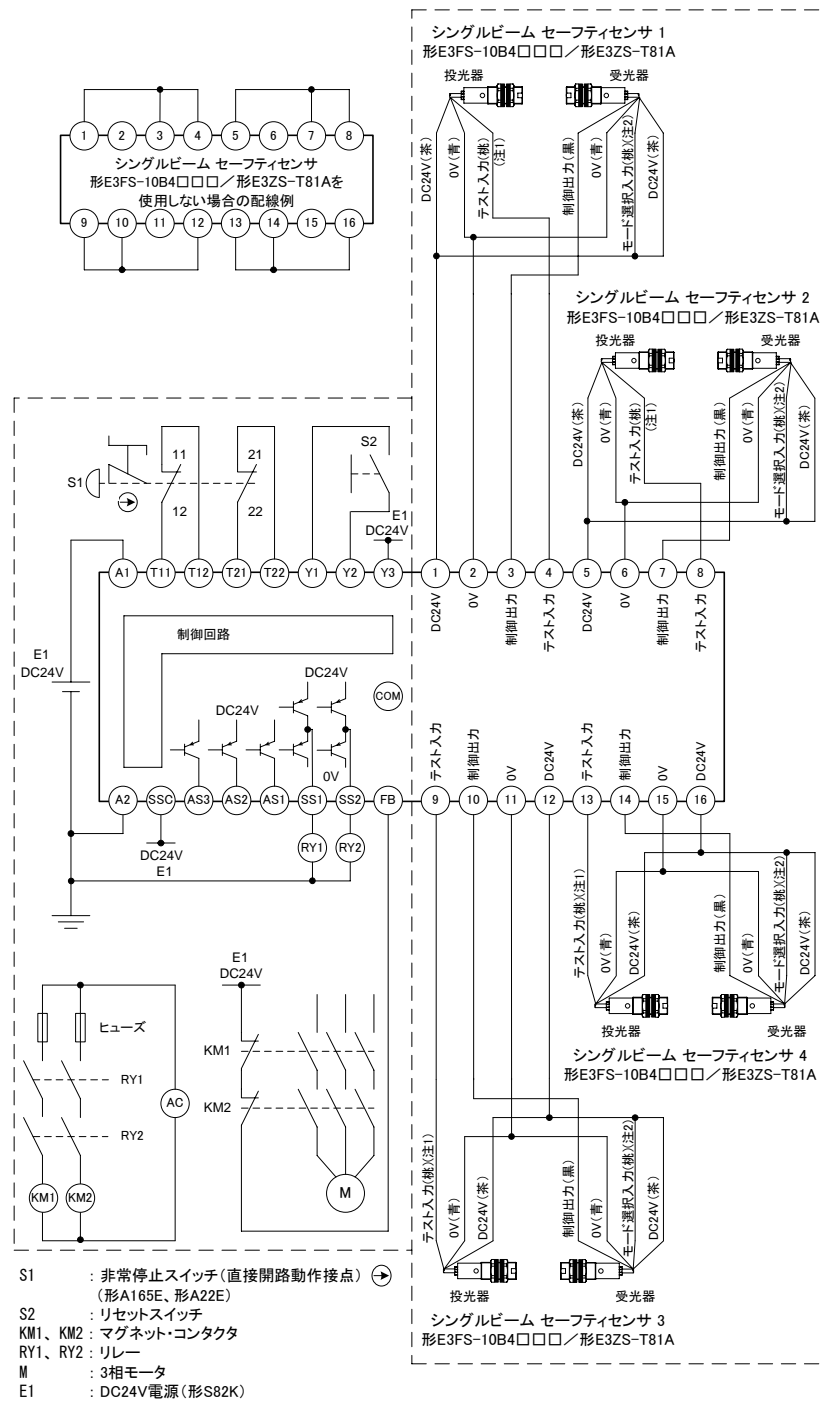 シングルビーム セーフティセンサ 1
形E3FS-10B4□□□／形E3ZS-T81A
投光器
受光器
DC24V(茶)
0V(青)
テスト入力(桃)
(注1)
制御出力(黒)
0V(青)
モード選択入力(桃)(注2)
DC24V(茶)
1 2 3 4 5 6 7 8
シングルビーム セーフティセンサ
形E3FS-10B4□□□／形E3ZS-T81Aを
使用しない場合の配線例
9 10 11 12 13 14 15 16
シングルビーム セーフティセンサ 2
形E3FS-10B4□□□／形E3ZS-T81A
投光器
受光器
DC24V(茶)
0V(青)
テスト入力(桃)
(注1)
制御出力(黒)
0V(青)
モード選択入力(桃)(注2)
DC24V(茶)
S1
11
12
21
22
S2
E1
DC24V
A1 T11 T12 T21 T22 Y1 Y2 Y3 1 2 3 4 5 6 7 8
DC24V
0V
制御出力
テスト入力
DC24V
0V
制御出力
テスト入力
制御回路
E1
DC24V
DC24V
DC24V
COM
0V
テスト入力
制御出力
0V
DC24V
テスト入力
制御出力
0V
DC24V
A2 SSC AS3 AS2 AS1 SS1 SS2 FB 9 10 11 12 13 14 15 16
DC24V
E1
RY1
RY2
テスト入力(桃)(注1)
0V(青)
DC24V(茶)
制御出力(黒)
0V(青)
モード選択入力(桃)(注2)
DC24V(茶)
投光器
受光器
シングルビーム セーフティセンサ 4
形E3FS-10B4□□□／形E3ZS-T81A
E1
DC24V
ヒューズ
RY1
RY2
AC
KM1
KM2
KM1
KM2
M
テスト入力(桃)(注1)
0V(青)
DC24V(茶)
制御出力(黒)
0V(青)
モード選択入力(桃)(注2)
DC24V(茶)
投光器
受光器
シングルビーム セーフティセンサ 3
形E3FS-10B4□□□／形E3ZS-T81A
S1 : 非常停止スイッチ(直接開路動作接点)
(形A165E、形A22E)
S2 : リセットスイッチ
KM1、KM2 : マグネット・コンタクタ
RY1、RY2 : リレー
M : 3相モータ
E1 : DC24V電源(形S82K)